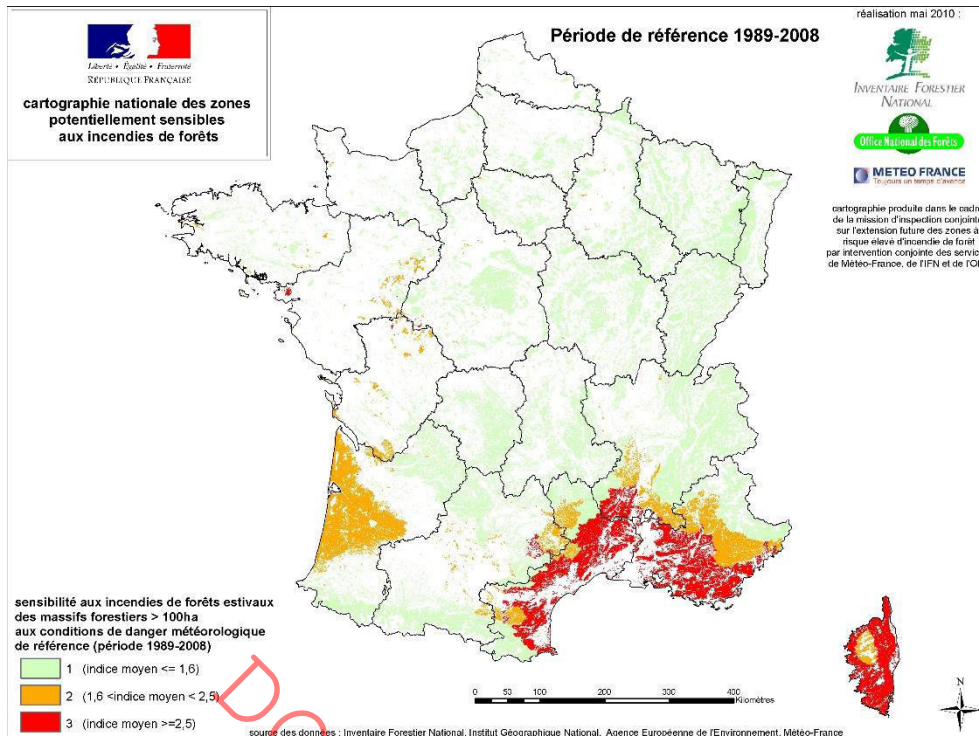 Liberté • Égalité • Fraternité
RÉPUBLIQUE FRANÇAISE
cartographie nationale des zones
potentiellement sensibles
aux incendies de forêts
Période de référence 1989-2008
réalisation mai 2010 :
INVENTAIRE FORESTIER
NATIONAL
Office National des Forêts
METEO FRANCE
Toujours un temps d'avance
cartographie produite dans le cadre
de la mission d'inspection conjointe
sur l'extension future des zones à
risque élevé d'incendie de forêt
par intervention conjointe des servic
de Météo-France, de l'IFN et de l'O
sensibilité aux incendies de forêts estivaux
des massifs forestiers > 100ha
aux conditions de danger météorologique
de référence (période 1989-2008)
1 (indice moyen <= 1,6)
2 (1,6 <indice moyen < 2,5)
3 (indice moyen >=2,5)
0 50 100 200 300 400
Kilomètres
N
source des données : Inventaire Forestier National, Institut Géographique National, Agence Européenne de l'Environnement, Météo-France